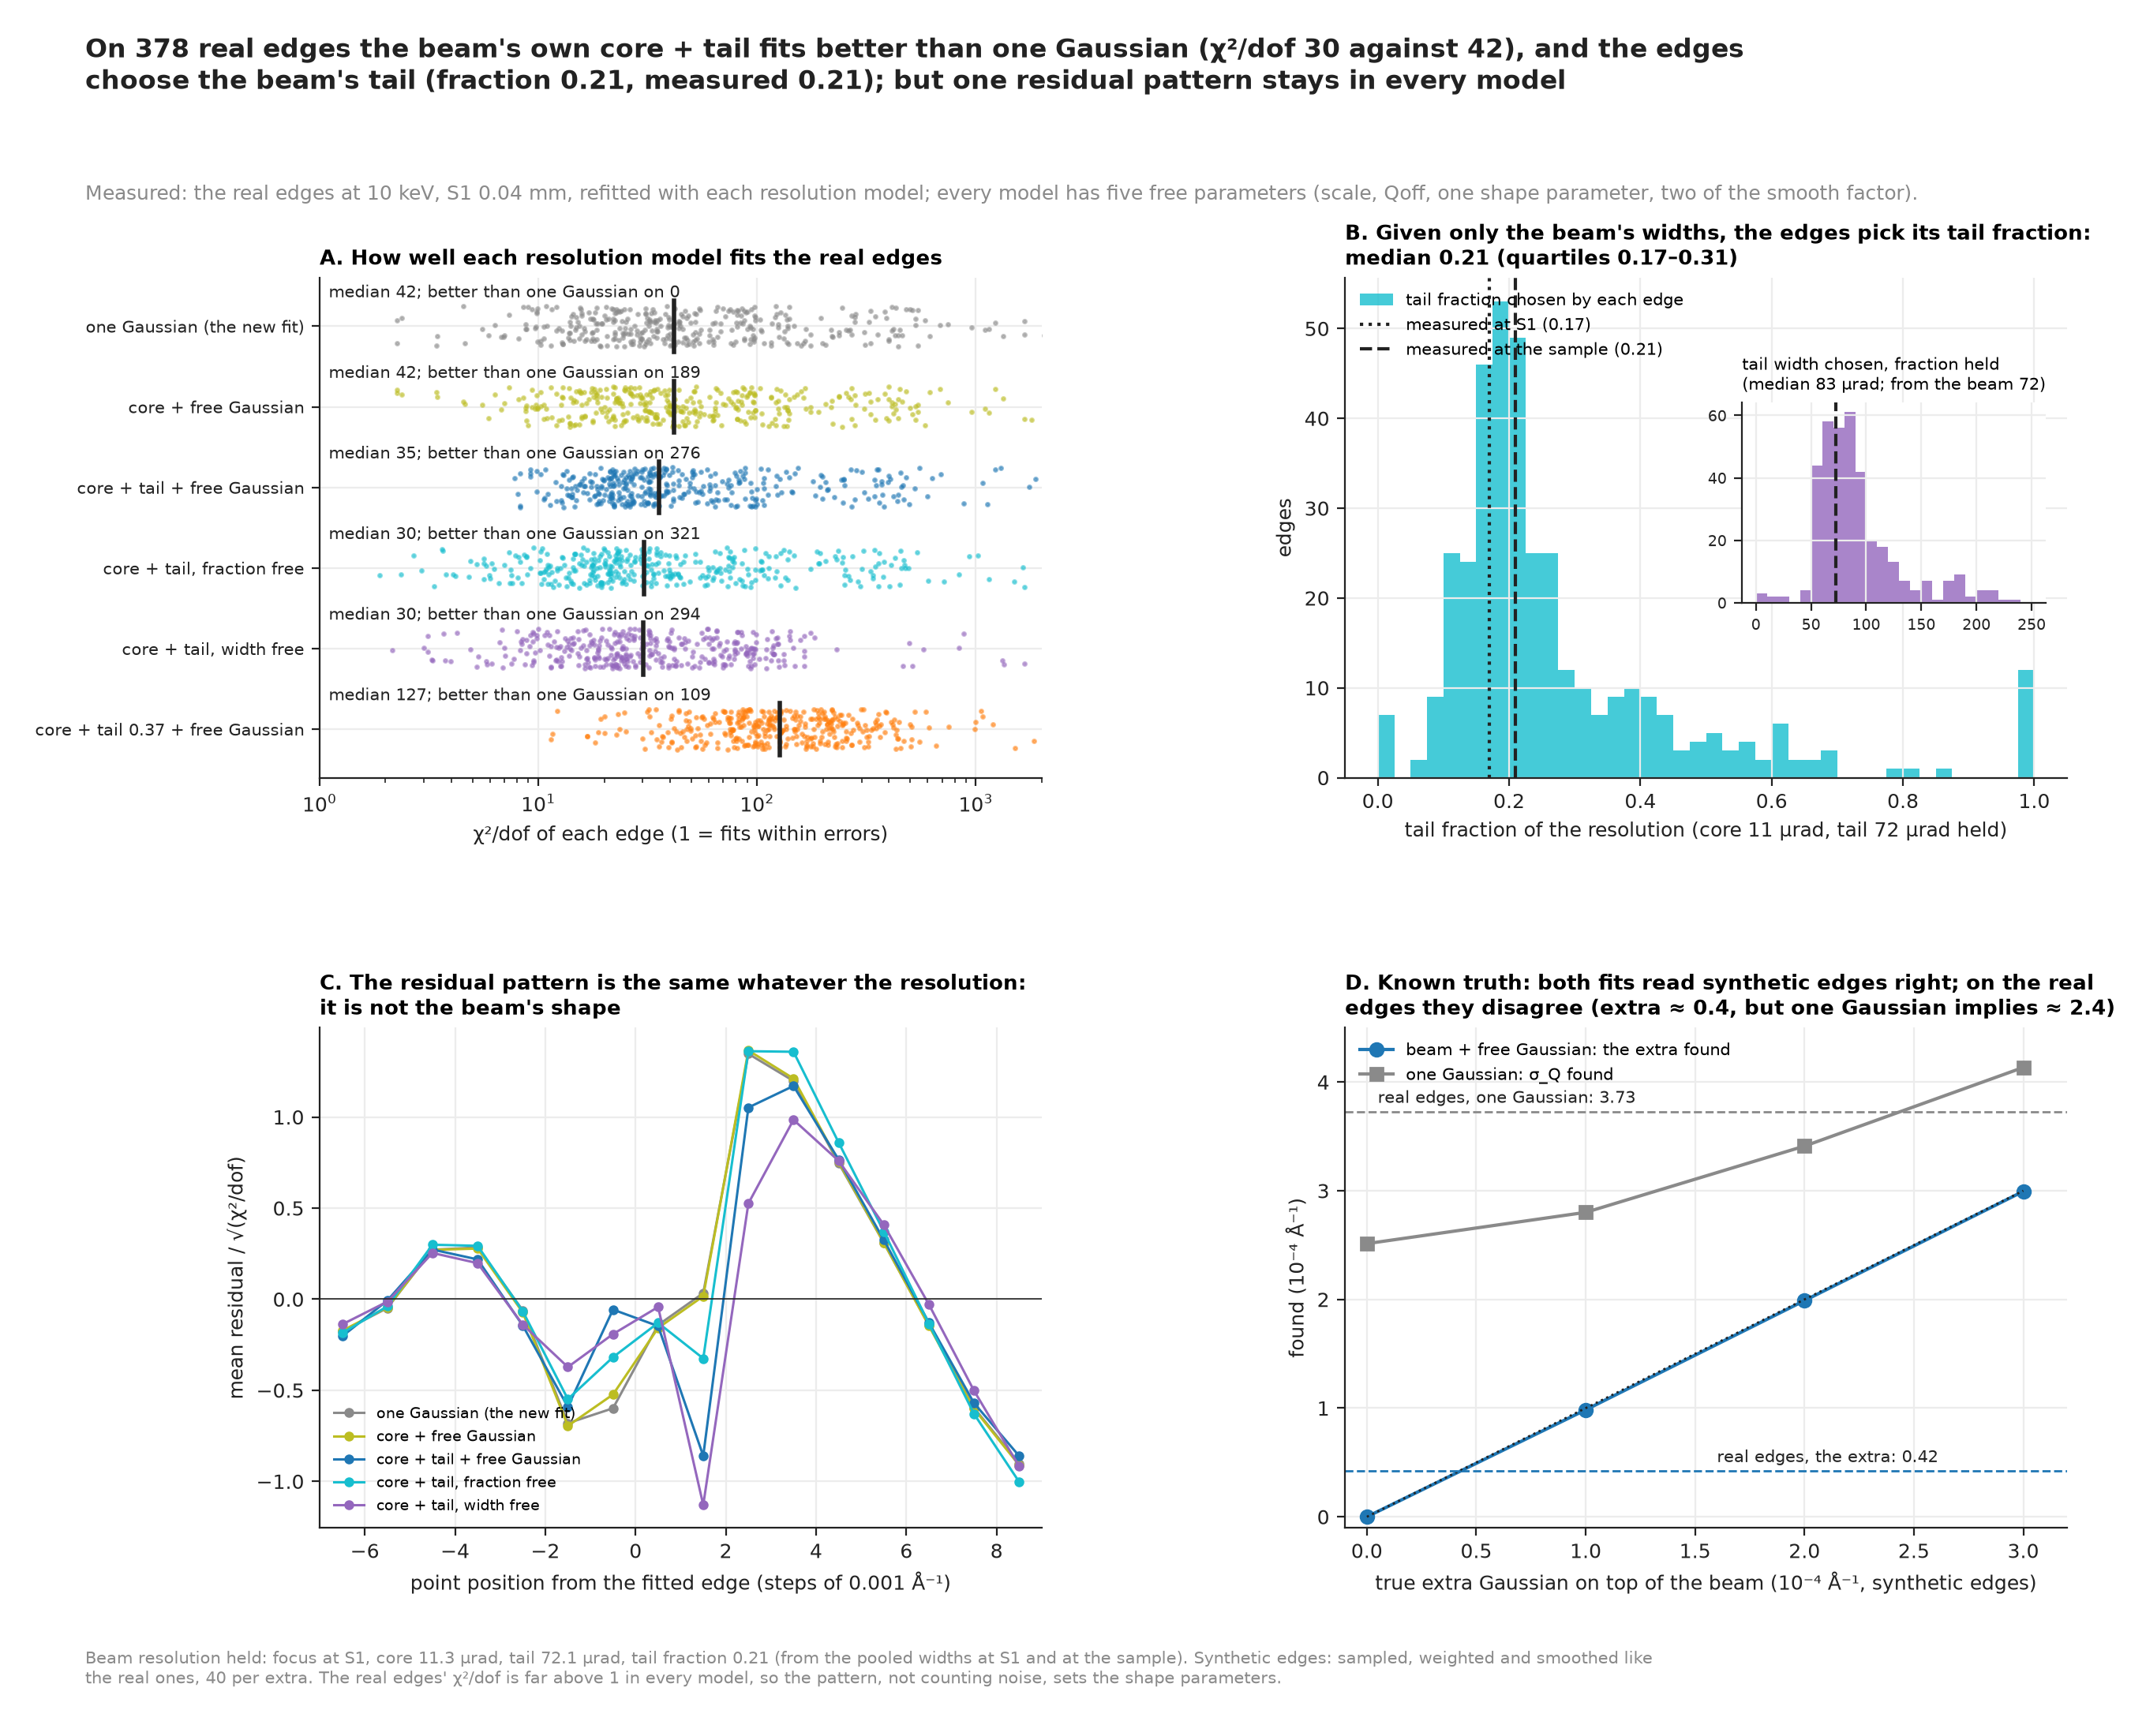 On 378 real edges the beam's own core + tail fits better than one Gaussian (χ²/dof 30 against 42), and the edges
choose the beam's tail (fraction 0.21, measured 0.21); but one residual pattern stays in every model
Measured: the real edges at 10 keV, S1 0.04 mm, refitted with each resolution model; every model has five free parameters (scale, Qoff, one shape parameter, two of the smooth factor).
A. How well each resolution model fits the real edges
median 42; better than one Gaussian on 0
one Gaussian (the new fit)
median 42; better than one Gaussian on 189
core + free Gaussian
median 35; better than one Gaussian on 276
core + tail + free Gaussian
median 30; better than one Gaussian on 321
core + tail, fraction free
median 30; better than one Gaussian on 294
core + tail, width free
median 127; better than one Gaussian on 109
core + tail 0.37 + free Gaussian
10⁰ 10¹ 10² 10³
χ²/dof of each edge (1 = fits within errors)
B. Given only the beam's widths, the edges pick its tail fraction:
median 0.21 (quartiles 0.17–0.31)
tail fraction chosen by each edge
measured at S1 (0.17)
measured at the sample (0.21)
50
40
30
20
10
0
edges
tail width chosen, fraction held
(median 83 µrad; from the beam 72)
60
40
20
0
0 50 100 150 200 250
0.0 0.2 0.4 0.6 0.8 1.0
tail fraction of the resolution (core 11 µrad, tail 72 µrad held)
C. The residual pattern is the same whatever the resolution:
it is not the beam's shape
1.0
0.5
0.0
−0.5
−1.0
mean residual / √(χ²/dof)
one Gaussian (the new fit)
core + free Gaussian
core + tail + free Gaussian
core + tail, fraction free
core + tail, width free
−6 −4 −2 0 2 4 6 8
point position from the fitted edge (steps of 0.001 Å⁻¹)
D. Known truth: both fits read synthetic edges right; on the real
edges they disagree (extra ≈ 0.4, but one Gaussian implies ≈ 2.4)
beam + free Gaussian: the extra found
one Gaussian: σ_Q found
real edges, one Gaussian: 3.73
4
3
2
1
0
found (10⁻⁴ Å⁻¹)
real edges, the extra: 0.42
0.0 0.5 1.0 1.5 2.0 2.5 3.0
true extra Gaussian on top of the beam (10⁻⁴ Å⁻¹, synthetic edges)
Beam resolution held: focus at S1, core 11.3 µrad, tail 72.1 µrad, tail fraction 0.21 (from the pooled widths at S1 and at the sample). Synthetic edges: sampled, weighted and smoothed like
the real ones, 40 per extra. The real edges' χ²/dof is far above 1 in every model, so the pattern, not counting noise, sets the shape parameters.